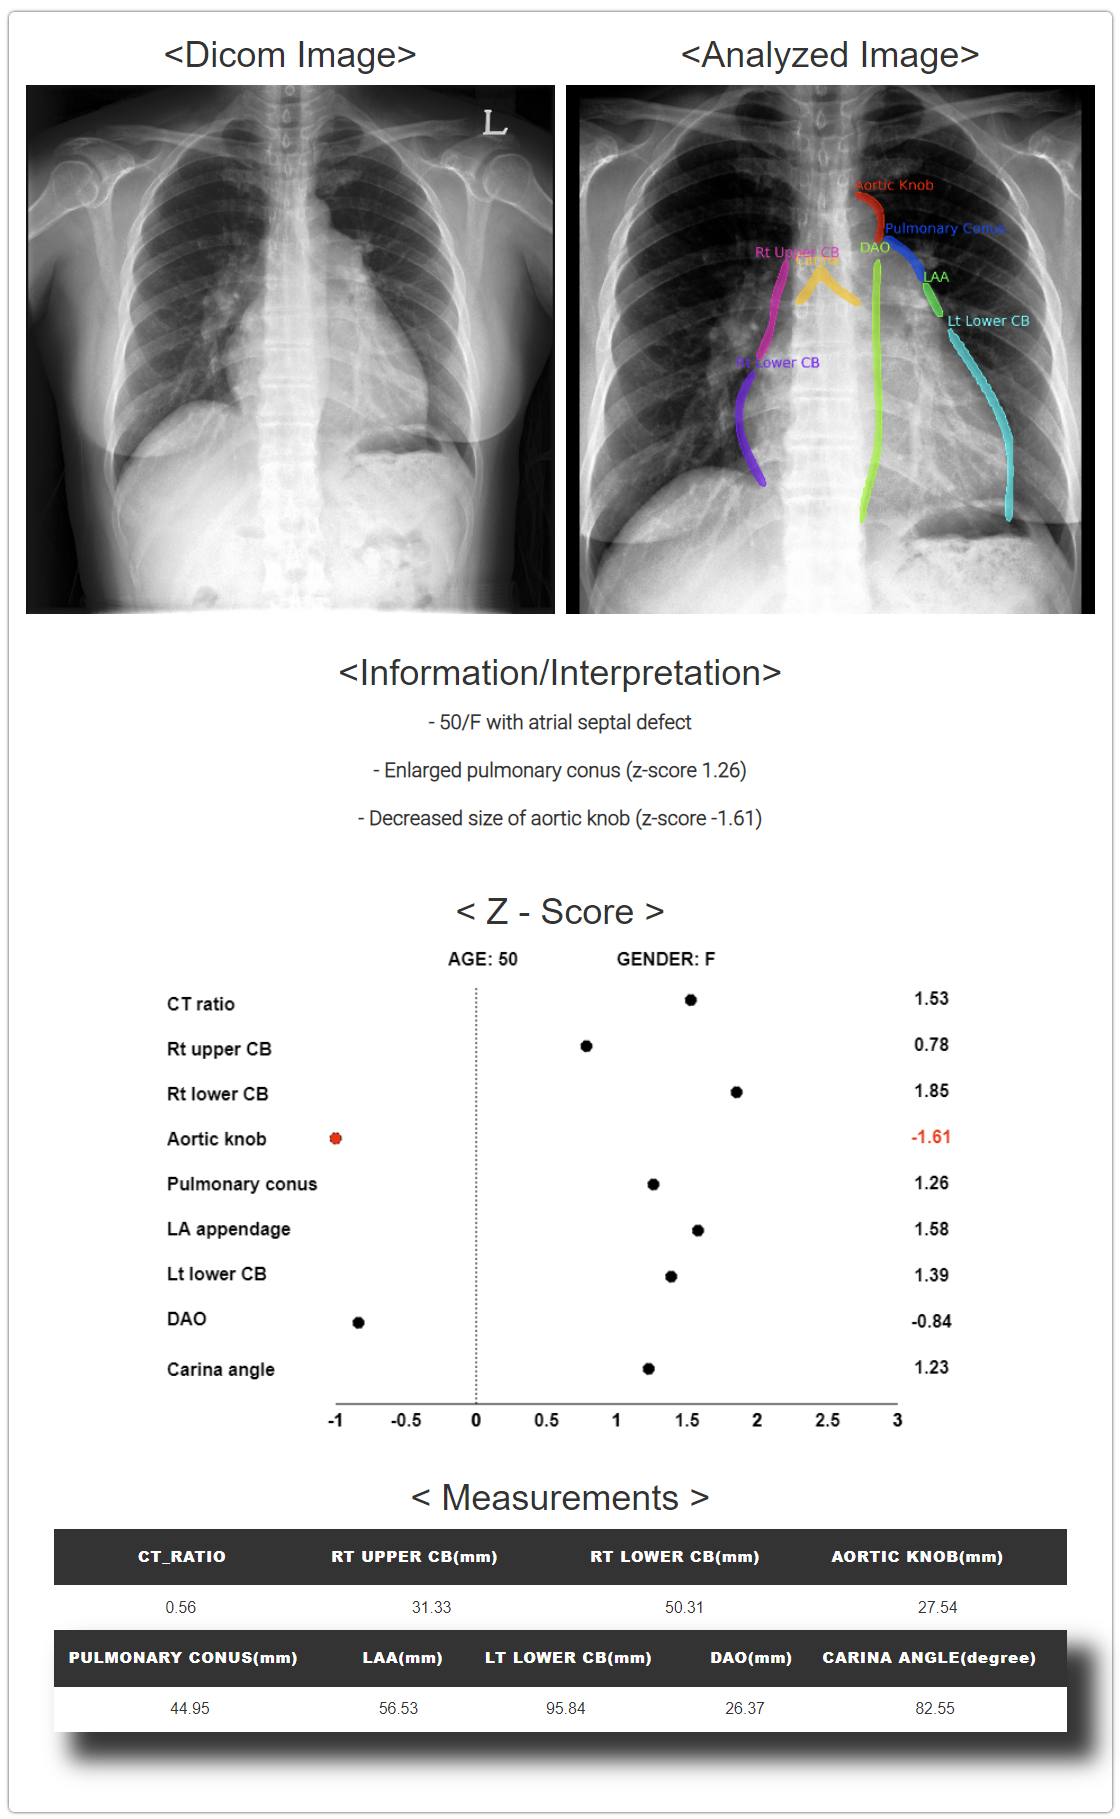 <Dicom Image>
<Analyzed Image>
L
Aortic Knob
Pulmonary Conus
DAO
Rt Upper CB
Carina
LAA
Lt Lower CB
Rt Lower CB
<Information/Interpretation>
- 50/F with atrial septal defect
- Enlarged pulmonary conus (z-score 1.26)
- Decreased size of aortic knob (z-score -1.61)
< Z - Score >
AGE: 50 GENDER: F
CT ratio 1.53
Rt upper CB 0.78
Rt lower CB 1.85
Aortic knob -1.61
Pulmonary conus 1.26
LA appendage 1.58
Lt lower CB 1.39
DAO -0.84
Carina angle 1.23
-1 -0.5 0 0.5 1 1.5 2 2.5 3
< Measurements >
CT_RATIO RT UPPER CB(mm) RT LOWER CB(mm) AORTIC KNOB(mm)
0.56 31.33 50.31 27.54
PULMONARY CONUS(mm) LAA(mm) LT LOWER CB(mm) DAO(mm) CARINA ANGLE(degree)
44.95 56.53 95.84 26.37 82.55